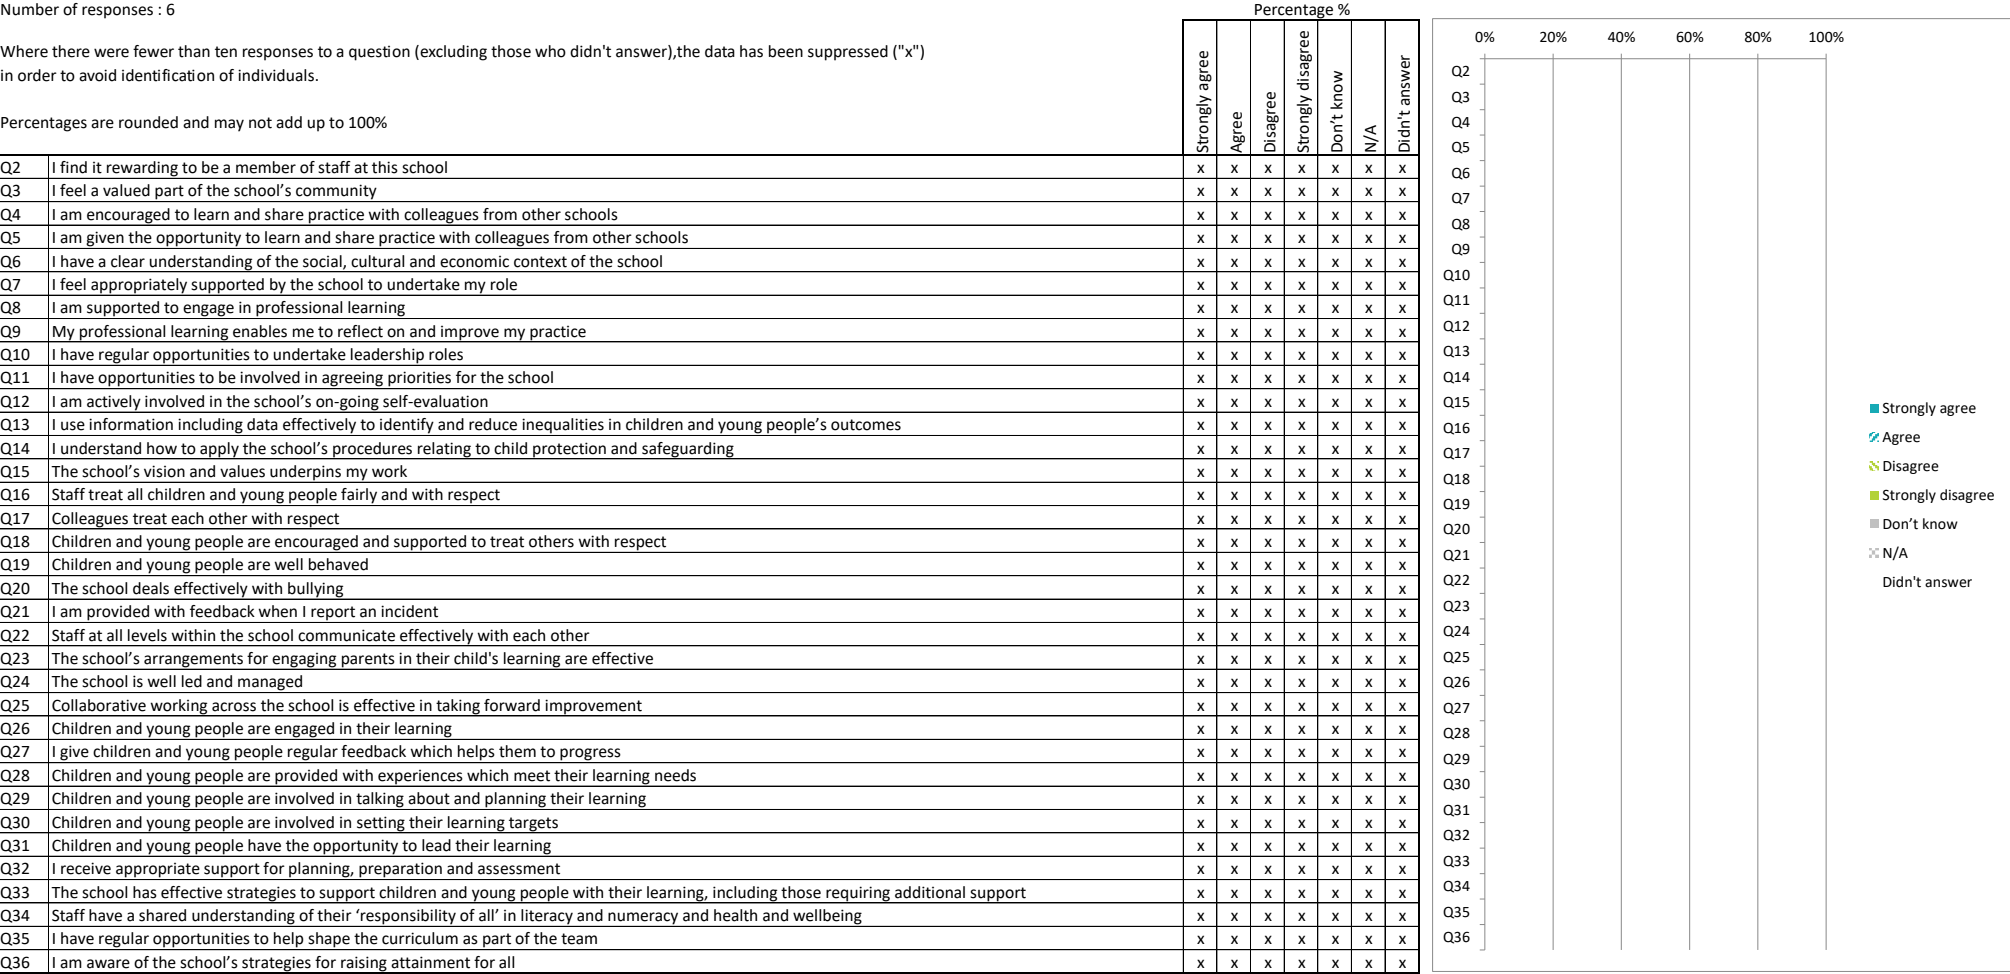 Number of responses : 6
Percentage %
Where there were fewer than ten responses to a question (excluding those who didn't answer),the data has been suppressed ("x")
in order to avoid identification of individuals.
Percentages are rounded and may not add up to 100%
Strongly agree
Agree
Disagree
Strongly disagree
Don't know
N/A
Didn't answer
Q2 I find it rewarding to be a member of staff at this school x x x x x x x
Q3 I feel a valued part of the school’s community x x x x x x x
Q4 I am encouraged to learn and share practice with colleagues from other schools x x x x x x x
Q5 I am given the opportunity to learn and share practice with colleagues from other schools x x x x x x x
Q6 I have a clear understanding of the social, cultural and economic context of the school x x x x x x x
Q7 I feel appropriately supported by the school to undertake my role x x x x x x x
Q8 I am supported to engage in professional learning x x x x x x x
Q9 My professional learning enables me to reflect on and improve my practice x x x x x x x
Q10 I have regular opportunities to undertake leadership roles x x x x x x x
Q11 I have opportunities to be involved in agreeing priorities for the school x x x x x x x
Q12 I am actively involved in the school’s on-going self-evaluation x x x x x x x
Q13 I use information including data effectively to identify and reduce inequalities in children and young people’s outcomes x x x x x x x
Q14 I understand how to apply the school’s procedures relating to child protection and safeguarding x x x x x x x
Q15 The school’s vision and values underpins my work x x x x x x x
Q16 Staff treat all children and young people fairly and with respect x x x x x x x
Q17 Colleagues treat each other with respect x x x x x x x
Q18 Children and young people are encouraged and supported to treat others with respect x x x x x x x
Q19 Children and young people are well behaved x x x x x x x
Q20 The school deals effectively with bullying x x x x x x x
Q21 I am provided with feedback when I report an incident x x x x x x x
Q22 Staff at all levels within the school communicate effectively with each other x x x x x x x
Q23 The school’s arrangements for engaging parents in their child's learning are effective x x x x x x x
Q24 The school is well led and managed x x x x x x x
Q25 Collaborative working across the school is effective in taking forward improvement x x x x x x x
Q26 Children and young people are engaged in their learning x x x x x x x
Q27 I give children and young people regular feedback which helps them to progress x x x x x x x
Q28 Children and young people are provided with experiences which meet their learning needs x x x x x x x
Q29 Children and young people are involved in talking about and planning their learning x x x x x x x
Q30 Children and young people are involved in setting their learning targets x x x x x x x
Q31 Children and young people have the opportunity to lead their learning x x x x x x x
Q32 I receive appropriate support for planning, preparation and assessment x x x x x x x
Q33 The school has effective strategies to support children and young people with their learning, including those requiring additional support x x x x x x x
Q34 Staff have a shared understanding of their ‘responsibility of all’ in literacy and numeracy and health and wellbeing x x x x x x x
Q35 I have regular opportunities to help shape the curriculum as part of the team x x x x x x x
Q36 I am aware of the school’s strategies for raising attainment for all x x x x x x x
0% 20% 40% 60% 80% 100%
Q2
Q3
Q4
Q5
Q6
Q7
Q8
Q9
Q10
Q11
Q12
Q13
Q14
Q15
Q16
Q17
Q18
Q19
Q20
Q21
Q22
Q23
Q24
Q25
Q26
Q27
Q28
Q29
Q30
Q31
Q32
Q33
Q34
Q35
Q36
Strongly agree
Agree
Disagree
Strongly disagree
Don’t know
N/A
Didn't answer